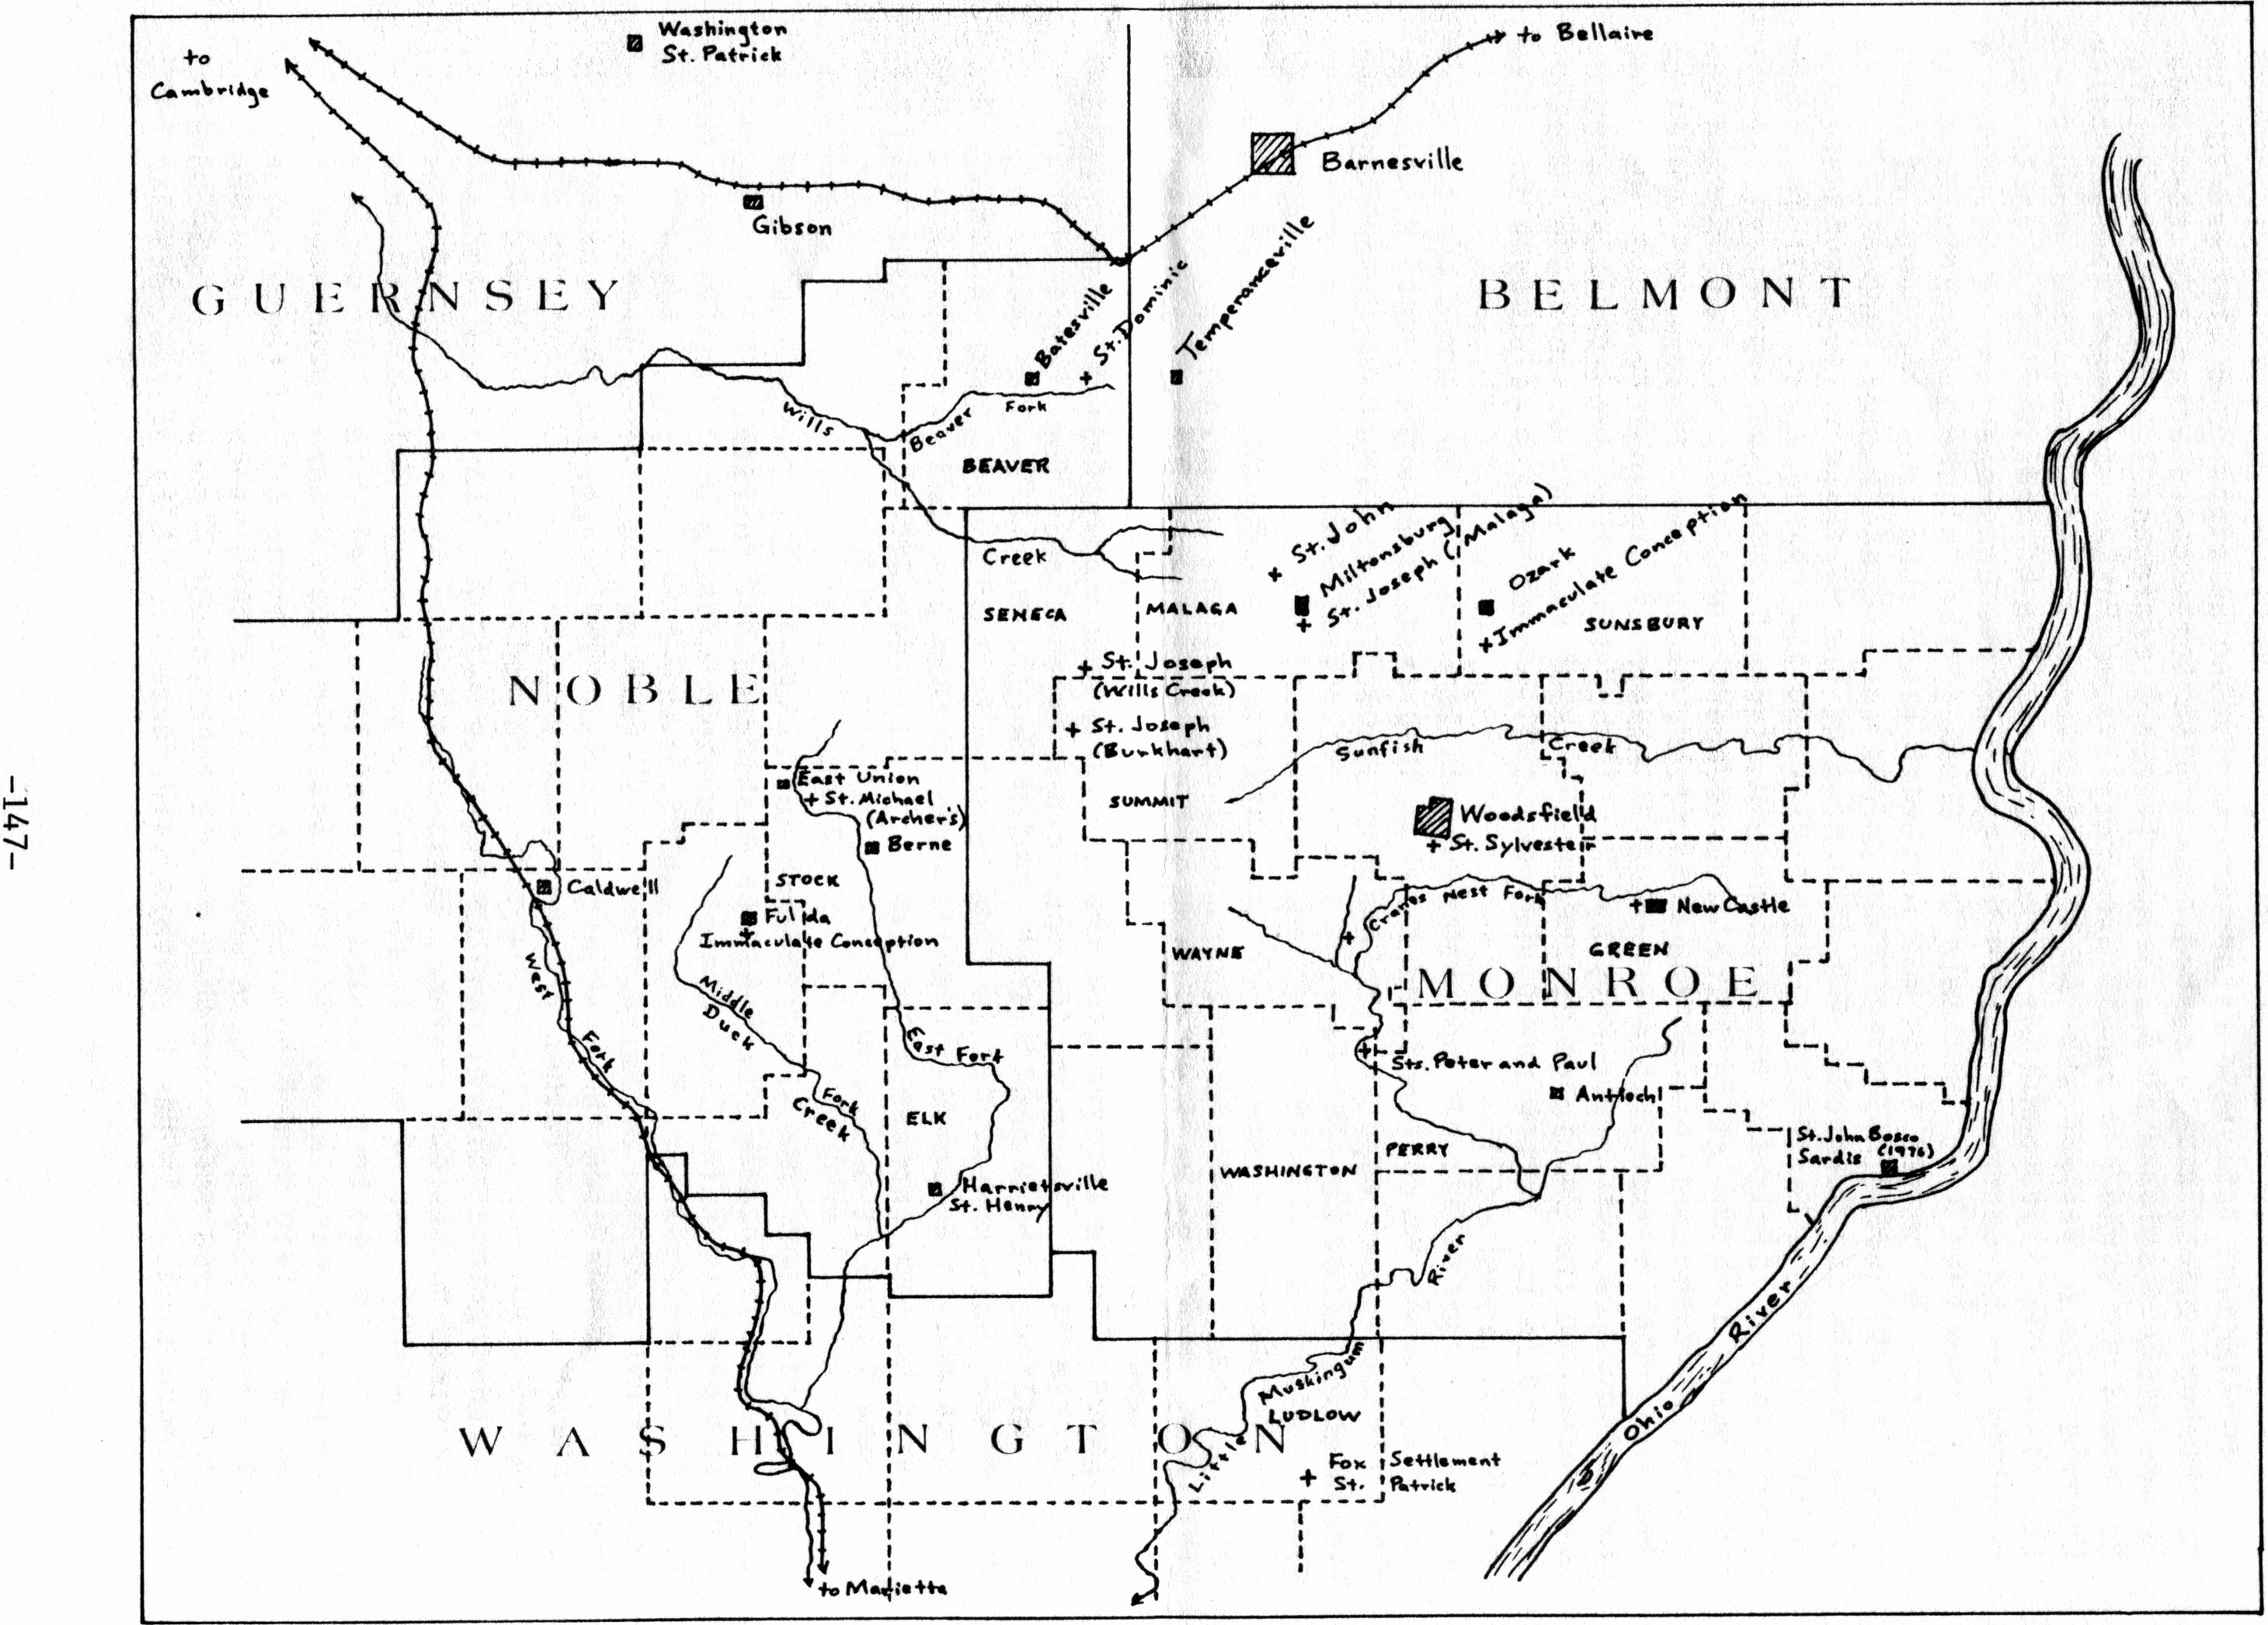 to
Cambridge
Washington
St. Patrick
to Bellaire
Barnesville
Gibson
GUERNSEY
BELMONT
Batesville
St. Dominic
Temperanceville
Wills
Beaver
Fork
BEAVER
Creek
SENECA
MALAGA
St. John
Miltonsburg
St. Joseph (Malaga)
Ozark
Immaculate Conception
SUNSBURY
NOBLE
St. Joseph
(Wills Creek)
St. Joseph
(Burkhart)
Sunfish
Creek
East Union
St. Michael
(Archer's)
Berne
SUMMIT
Woodsfield
St. Sylvester
Caldwell
STOCK
Fulda
Immaculate Conception
Cranes Nest Fork
New Castle
WAYNE
GREEN
MONROE
West
Fork
Middle
Duck
Fork
Creek
East Fork
ELK
Sts. Peter and Paul
Antioch
PERRY
WASHINGTON
St. John Bosco
Sardis (1976)
Harrietsville
St. Henry
River
Muskingum
Little
LUDLOW
WASHINGTON
Fox Settlement
St. Patrick
Ohio River
to Marietta
-147-